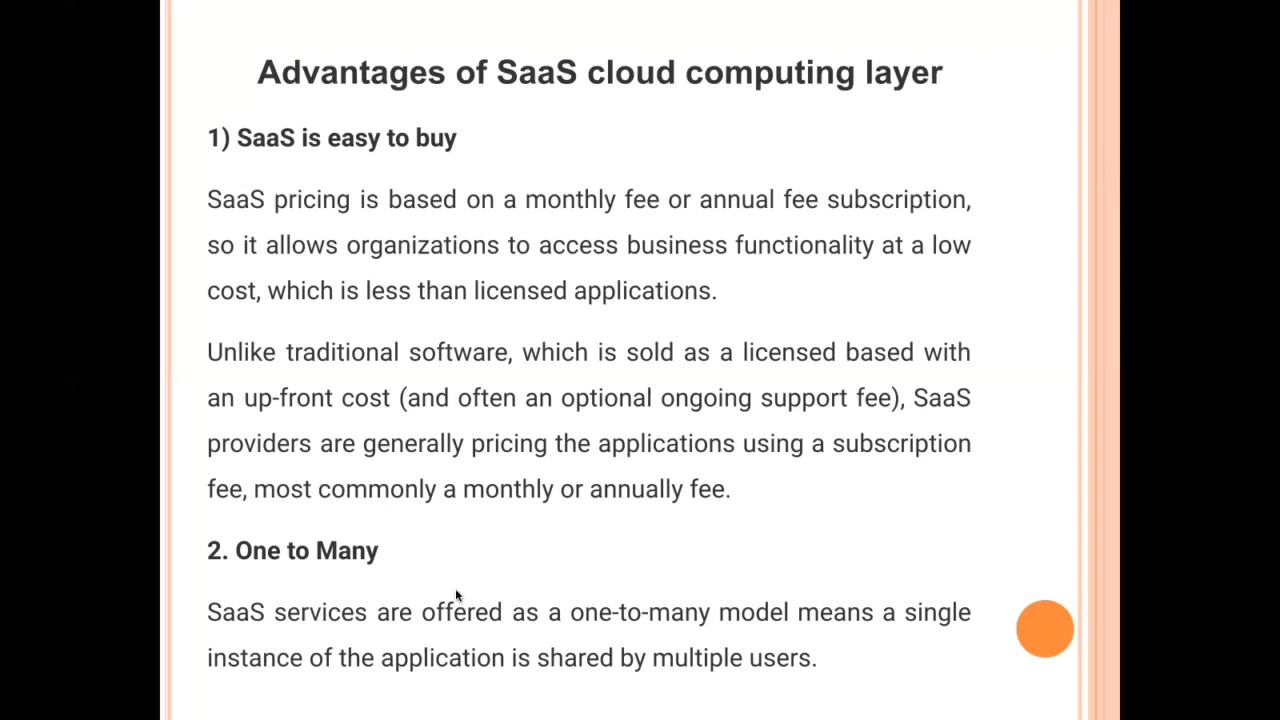 Advantages of SaaS cloud computing layer
1) SaaS is easy to buy
SaaS pricing is based on a monthly fee or annual fee subscription,
so it allows organizations to access business functionality at a low
cost, which is less than licensed applications.
Unlike traditional software, which is sold as a licensed based with
an up-front cost (and often an optional ongoing support fee), SaaS
providers are generally pricing the applications using a subscription
fee, most commonly a monthly or annually fee.
2. One to Many
SaaS services are offered as a one-to-many model means a single
instance of the application is shared by multiple users.